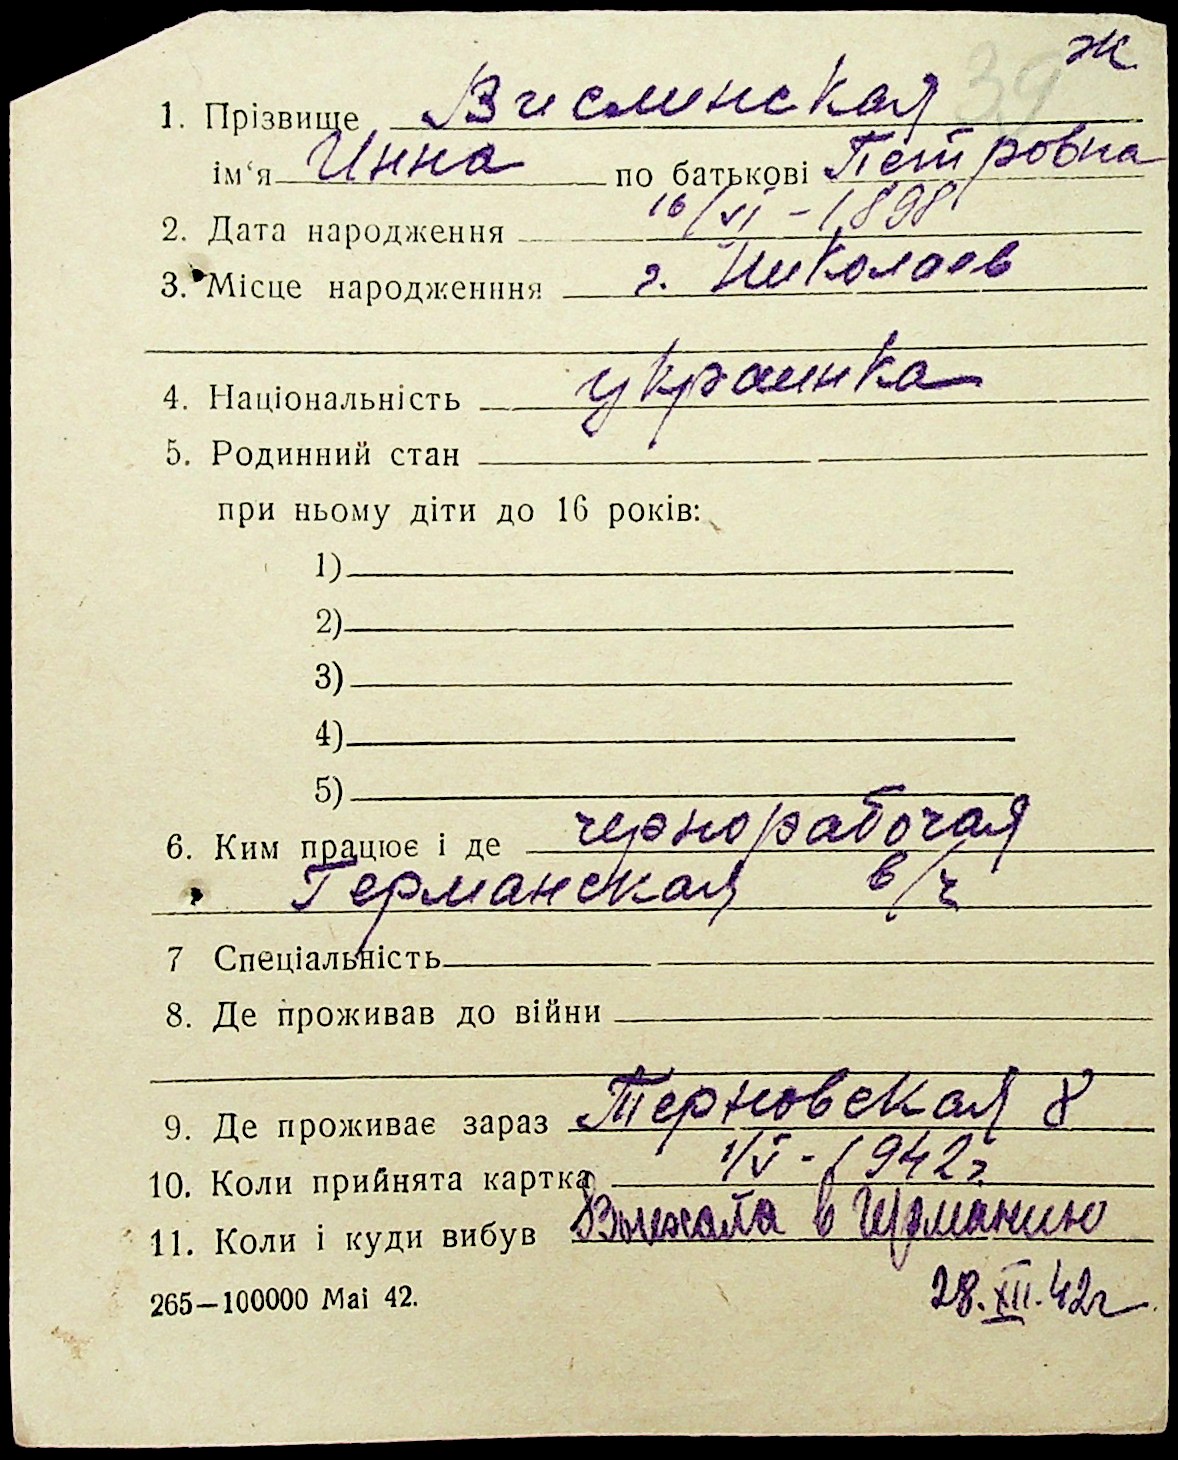 ж
39
1. Прізвище Висминская
ім‘я Инна по батькові Петровна
2. Дата народження 16/VI – 1898
3. Місце народженння г. Николаев
4. Національність украинка
5. Родинний стан
при ньому діти до 16 років:
1)
2)
3)
4)
5)
6. Ким працює і де чернорабочая
Германская в/ч
7 Спеціальність
8. Де проживав до війни
9. Де проживає зараз Терновская 8
10. Коли прийнята картка 1/V - 1942г
11. Коли і куди вибув Выехала в Германию
265—100000 Маі 42. 28.XII.42г